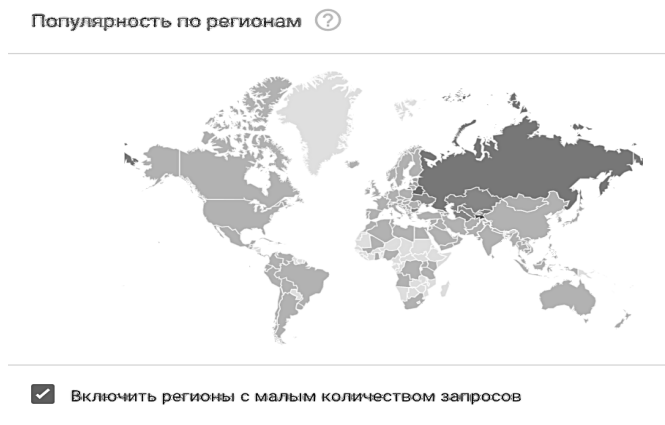 Популярность по регионам ?
Включить регионы с малым количеством запросов